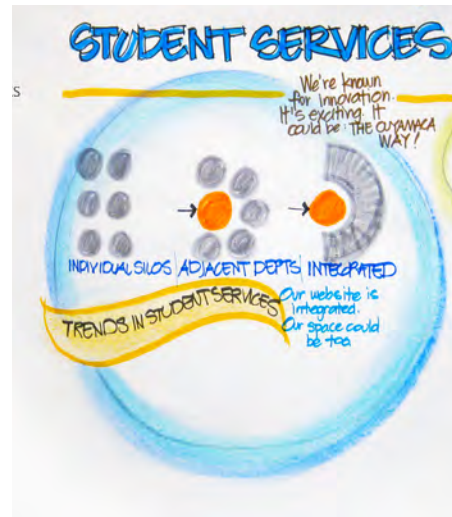 STUDENT SERVICES
s
We're known
for innovation.
It's exciting. It
could be THE CUYAMACA
WAY!
INDIVIDUAL SILOS | ADJACENT DEPTS | INTEGRATED
TRENDS IN STUDENT SERVICES
Our website is
integrated.
Our space could
be too